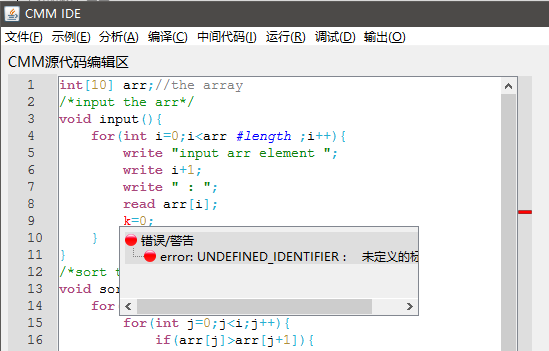 CMM IDE
文件(F) 示例(E) 分析(A) 编译(C) 中间代码(I) 运行(R) 调试(D) 输出(O)
CMM源代码编辑区
1 int[10] arr;//the array
2 /*input the arr*/
3 void input(){
4 for(int i=0;i<arr #length ;i++){
5 write "input arr element ";
6 write i+1;
7 write " : ";
8 read arr[i];
9 k=0;
错误/警告
10 }
error: UNDEFINED_IDENTIFIER : 未定义的标
11 }
12 /*sort t
13 void sor
14 for
15 for(int j=0;j<i;j++){
16 if(arr[j]>arr[j+1]){